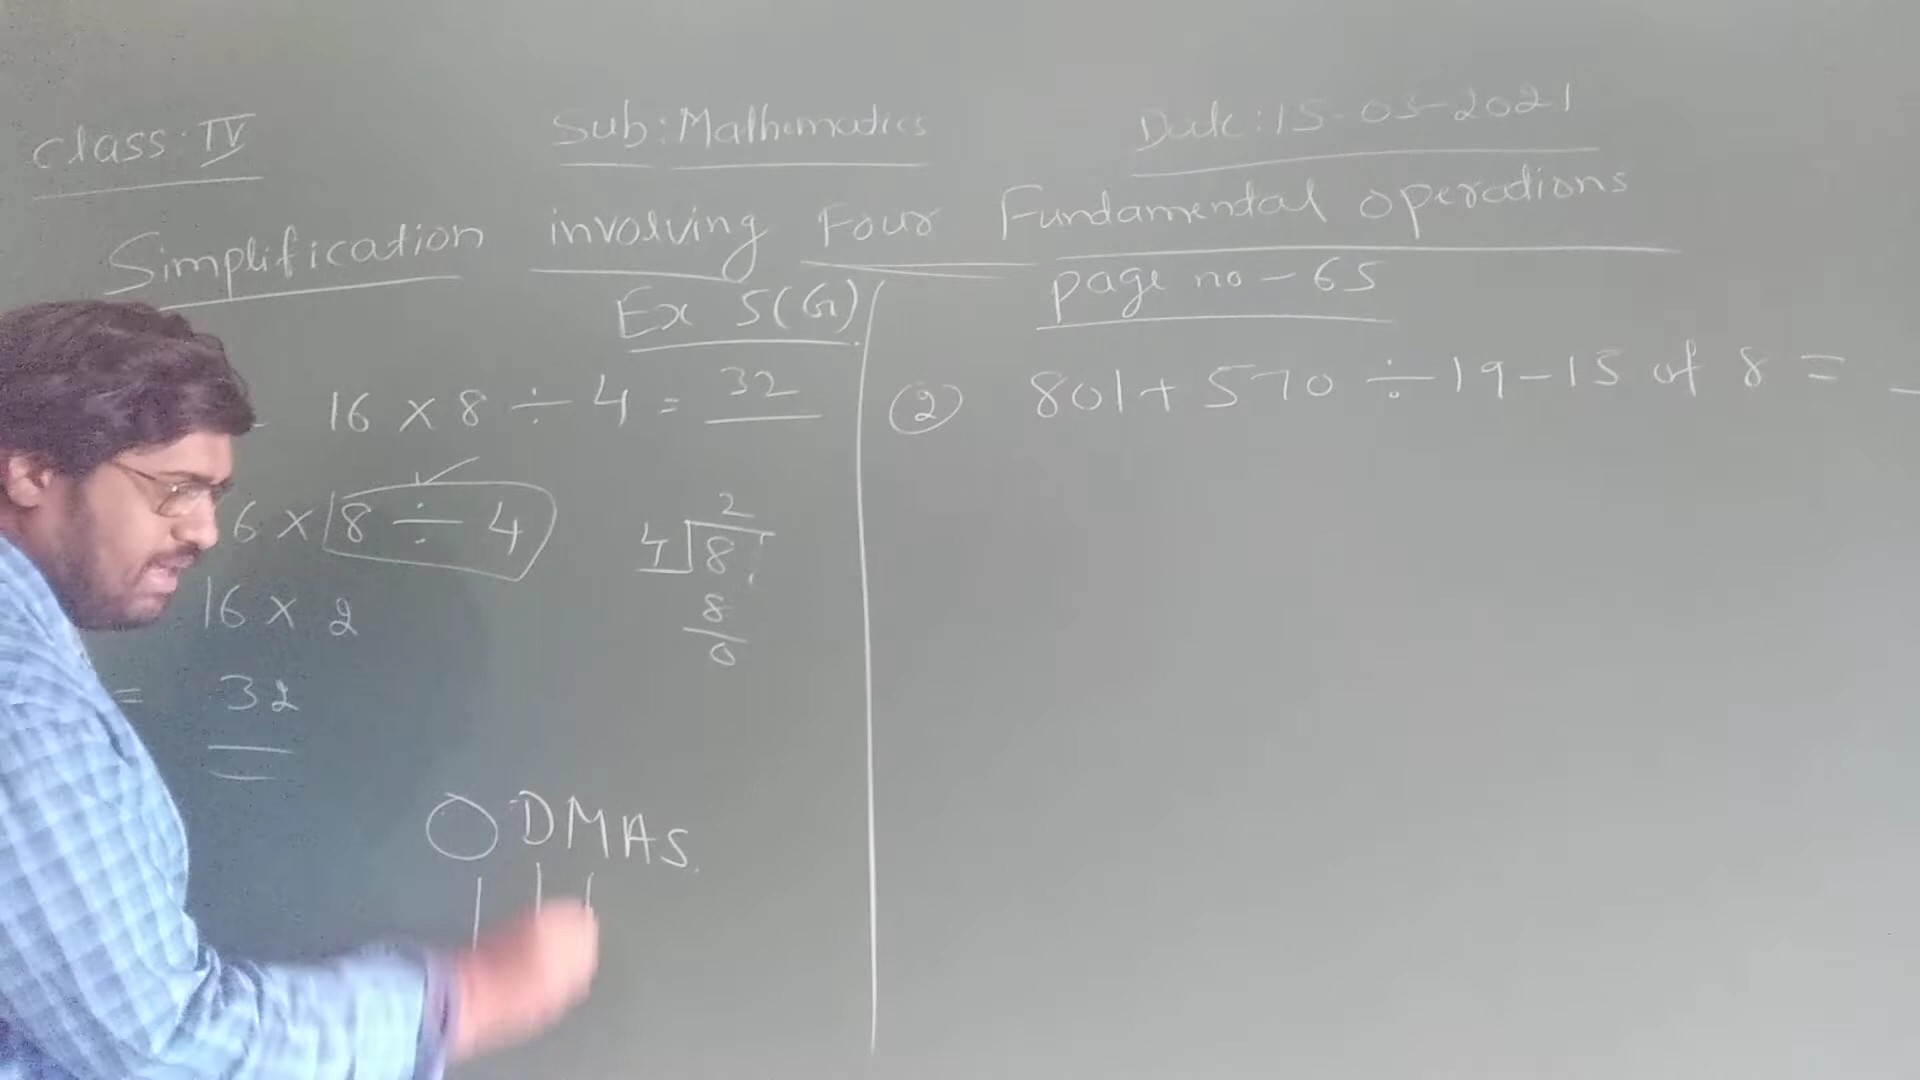 Class: IV
Sub: Mathematics
Date: 15-03-2021
Simplification involving Four Fundamental operations
Ex 5(G)
page no - 65
16 × 8 ÷ 4 = 32
6 × 8 ÷ 4
16 × 2
= 32
2
4 8
8
0
ODMAS.
② 801 + 570 ÷ 19 - 15 of 8 =